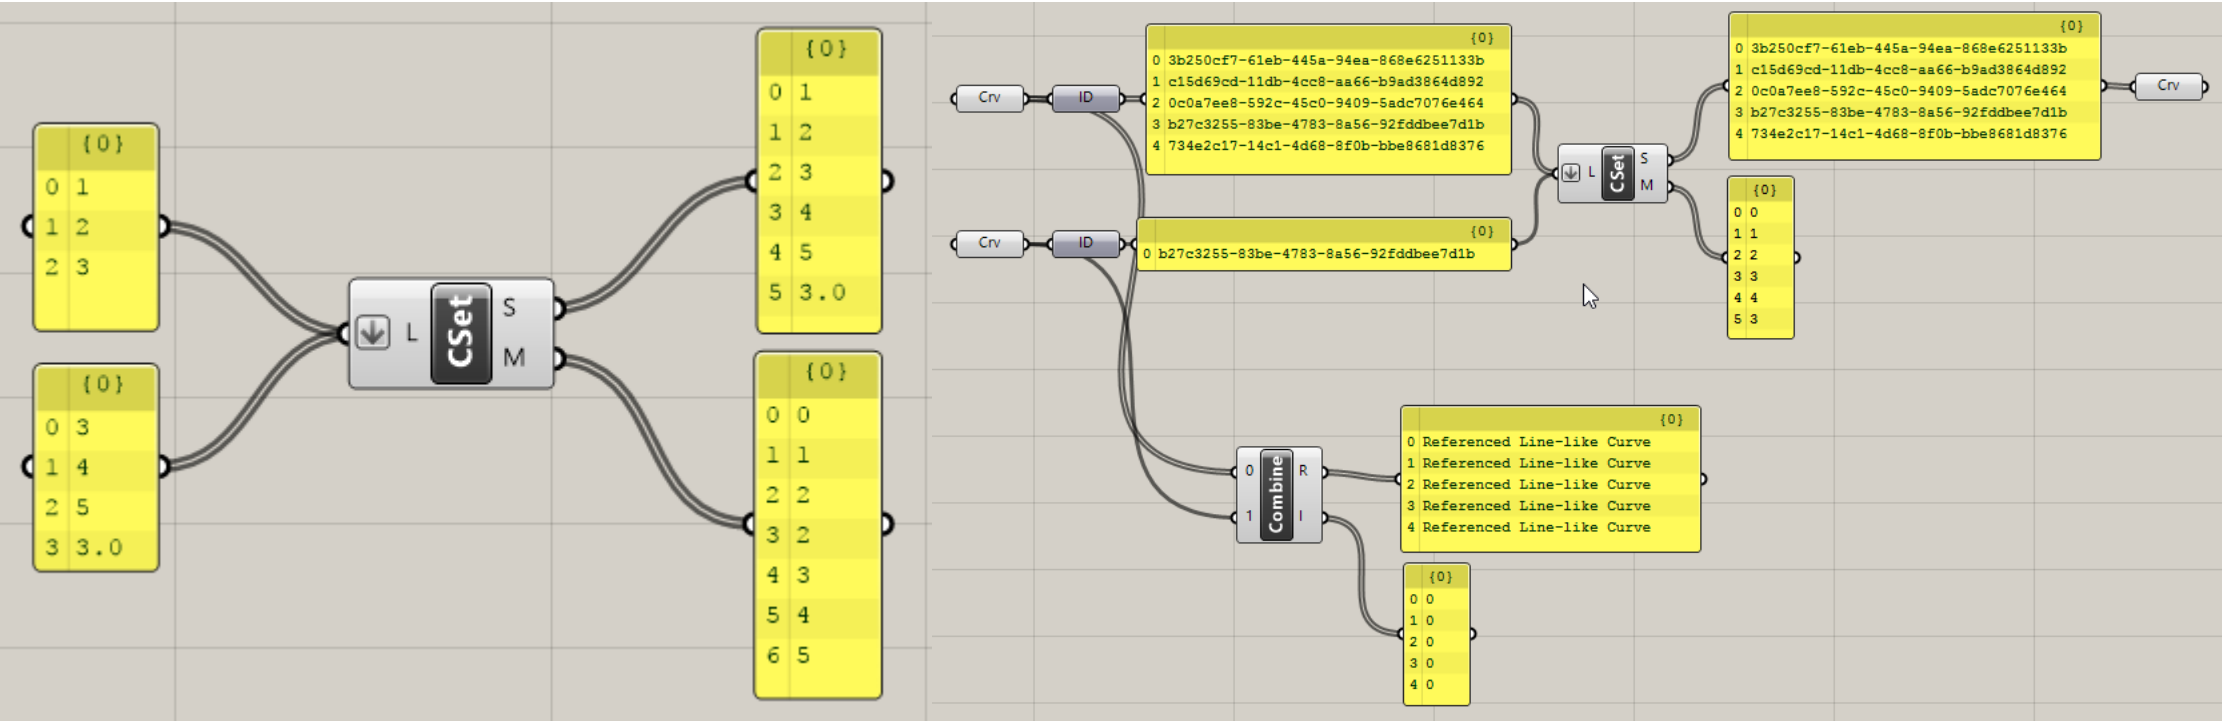 {0}
0 1
1 2
2 3
{0}
0 3
1 4
2 5
3 3.0
L
CSet
S
M
{0}
0 1
1 2
2 3
3 4
4 5
5 3.0
{0}
0 0
1 1
2 2
3 2
4 3
5 4
6 5
Crv
ID
{0}
0 3b250cf7-61eb-445a-94ea-868e6251133b
1 c15d69cd-11db-4cc8-aa66-b9ad3864d892
2 0c0a7ee8-592c-45c0-9409-5adc7076e464
3 b27c3255-83be-4783-8a56-92fddbee7d1b
4 734e2c17-14c1-4d68-8f0b-bbe8681d8376
Crv
ID
{0}
0 b27c3255-83be-4783-8a56-92fddbee7d1b
L
CSet
S
M
{0}
0 3b250cf7-61eb-445a-94ea-868e6251133b
1 c15d69cd-11db-4cc8-aa66-b9ad3864d892
2 0c0a7ee8-592c-45c0-9409-5adc7076e464
3 b27c3255-83be-4783-8a56-92fddbee7d1b
4 734e2c17-14c1-4d68-8f0b-bbe8681d8376
Crv
{0}
0 0
1 1
2 2
3 3
4 4
5 3
0
1
Combine
R
I
{0}
0 Referenced Line-like Curve
1 Referenced Line-like Curve
2 Referenced Line-like Curve
3 Referenced Line-like Curve
4 Referenced Line-like Curve
{0}
0 0
1 0
2 0
3 0
4 0